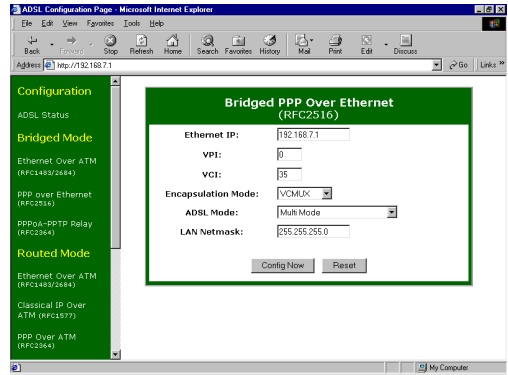 ADSL Configuration Page - Microsoft Internet Explorer
File Edit View Favorites Tools Help
Back Forward Stop Refresh Home Search Favorites History Mail Print Edit Discuss
Address http://192.168.7.1 Go Links »
Configuration
ADSL Status
Bridged Mode
Ethernet Over ATM
(RFC1483/2684)
PPP over Ethernet
(RFC2516)
PPPoA-PPTP Relay
(RFC2364)
Routed Mode
Ethernet Over ATM
(RFC1483/2684)
Classical IP Over
ATM (RFC1577)
PPP Over ATM
(RFC2364)
Bridged PPP Over Ethernet
(RFC2516)
Ethernet IP: 192.168.7.1
VPI: 0
VCI: 35
Encapsulation Mode: VCMUX
ADSL Mode: Multi Mode
LAN Netmask: 255.255.255.0
Config Now Reset
My Computer